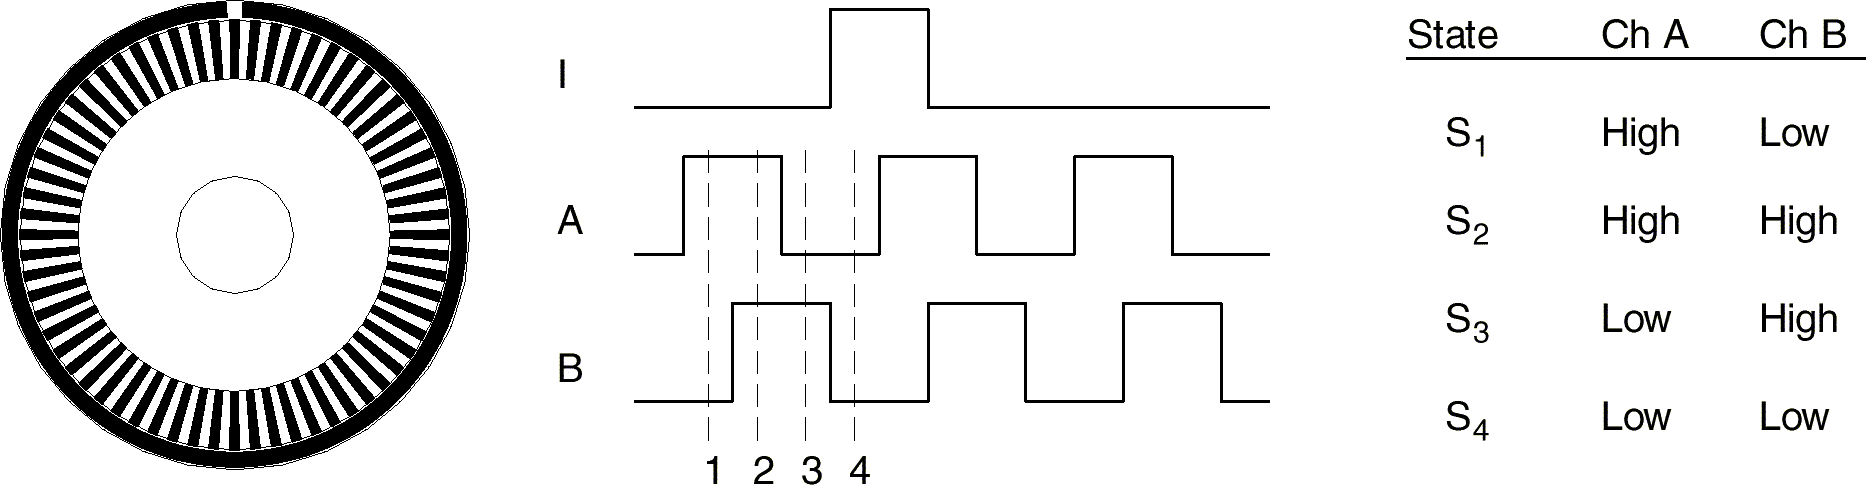 I
A
B
1 2 3 4
State Ch A Ch B
S1 High Low
S2 High High
S3 Low High
S4 Low Low